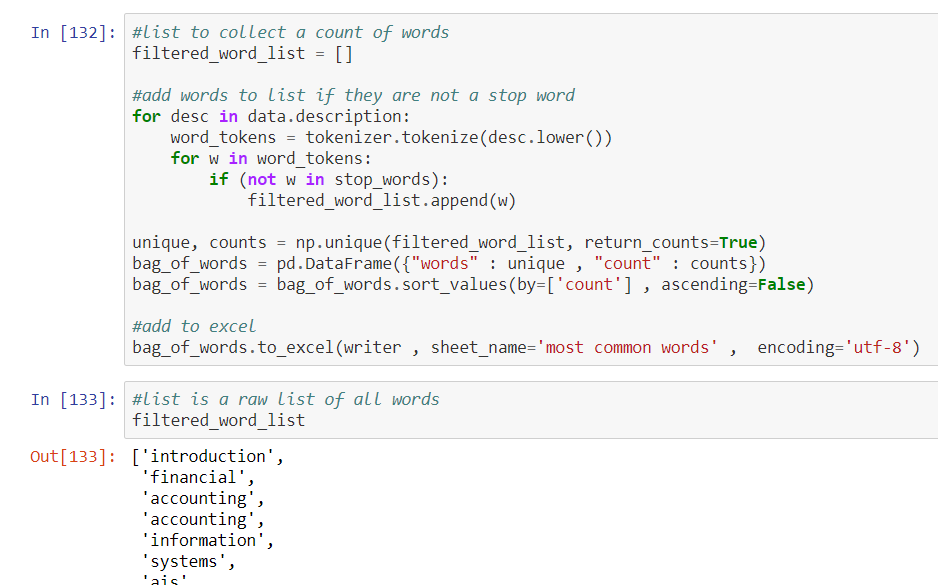 In [132]: #list to collect a count of words
filtered_word_list = []
#add words to list if they are not a stop word
for desc in data.description:
    word_tokens = tokenizer.tokenize(desc.lower())
    for w in word_tokens:
        if (not w in stop_words):
            filtered_word_list.append(w)
unique, counts = np.unique(filtered_word_list, return_counts=True)
bag_of_words = pd.DataFrame({"words" : unique , "count" : counts})
bag_of_words = bag_of_words.sort_values(by=['count'] , ascending=False)
#add to excel
bag_of_words.to_excel(writer , sheet_name='most common words' ,  encoding='utf-8')
In [133]: #list is a raw list of all words
filtered_word_list
Out[133]: ['introduction',
'financial',
'accounting',
'accounting',
'information',
'systems',
'ais'